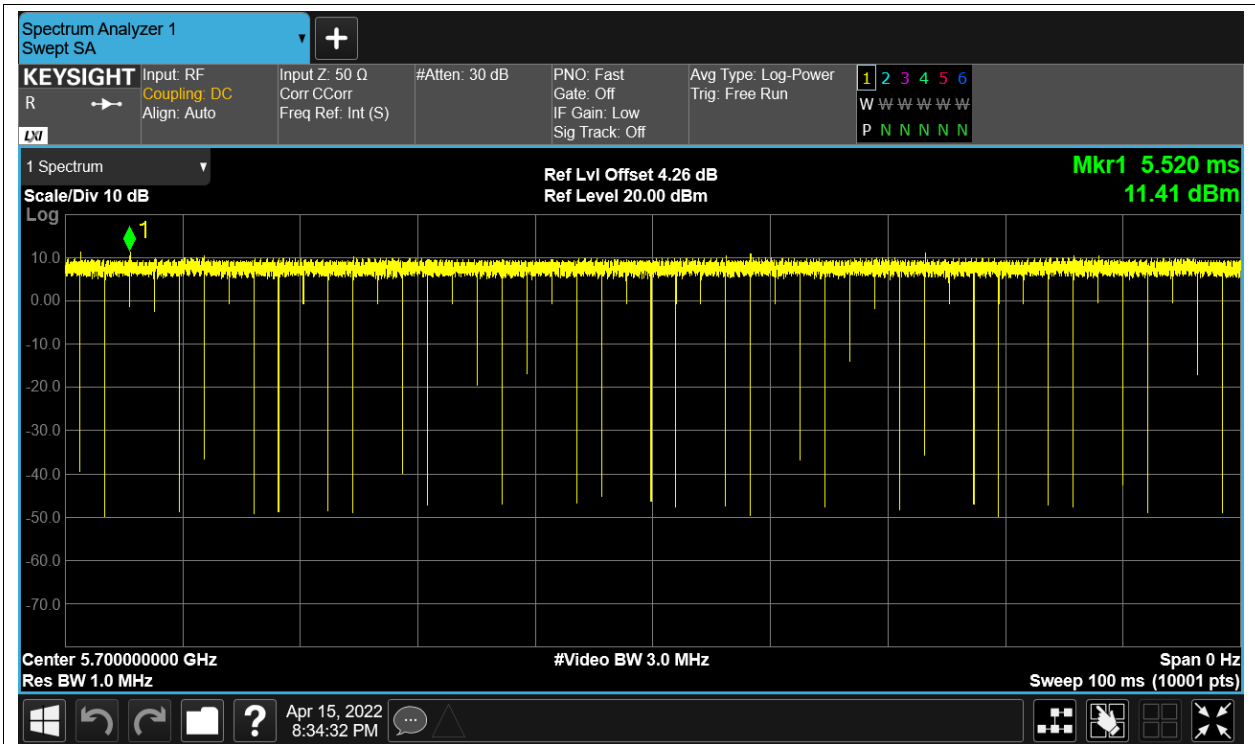 Spectrum Analyzer 1
Swept SA
KEYSIGHT
R
LXI
Input: RF
Coupling: DC
Align: Auto
Input Z: 50 Ω
Corr CCorr
Freq Ref: Int (S)
#Atten: 30 dB
PNO: Fast
Gate: Off
IF Gain: Low
Sig Track: Off
Avg Type: Log-Power
Trig: Free Run
1 2 3 4 5 6
W W W W W W
P N N N N N
1 Spectrum
Scale/Div 10 dB
Ref Lvl Offset 4.26 dB
Ref Level 20.00 dBm
Mkr1 5.520 ms
11.41 dBm
Log
1
10.0
0.00
-10.0
-20.0
-30.0
-40.0
-50.0
-60.0
-70.0
Center 5.700000000 GHz
Res BW 1.0 MHz
#Video BW 3.0 MHz
Span 0 Hz
Sweep 100 ms (10001 pts)
?
Apr 15, 2022
8:34:32 PM